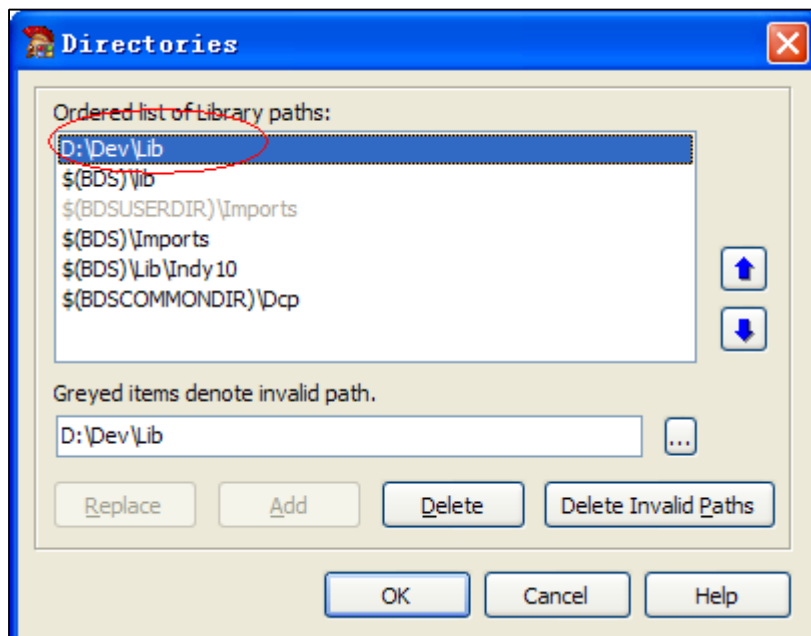 Directories
Ordered list of Library paths:
D:\Dev\Lib
$(BDS)\lib
$(BDSUSERDIR)\Imports
$(BDS)\Imports
$(BDS)\Lib\Indy10
$(BDSCOMMONDIR)\Dcp
Greyed items denote invalid path.
D:\Dev\Lib
...
Replace Add Delete Delete Invalid Paths
OK Cancel Help